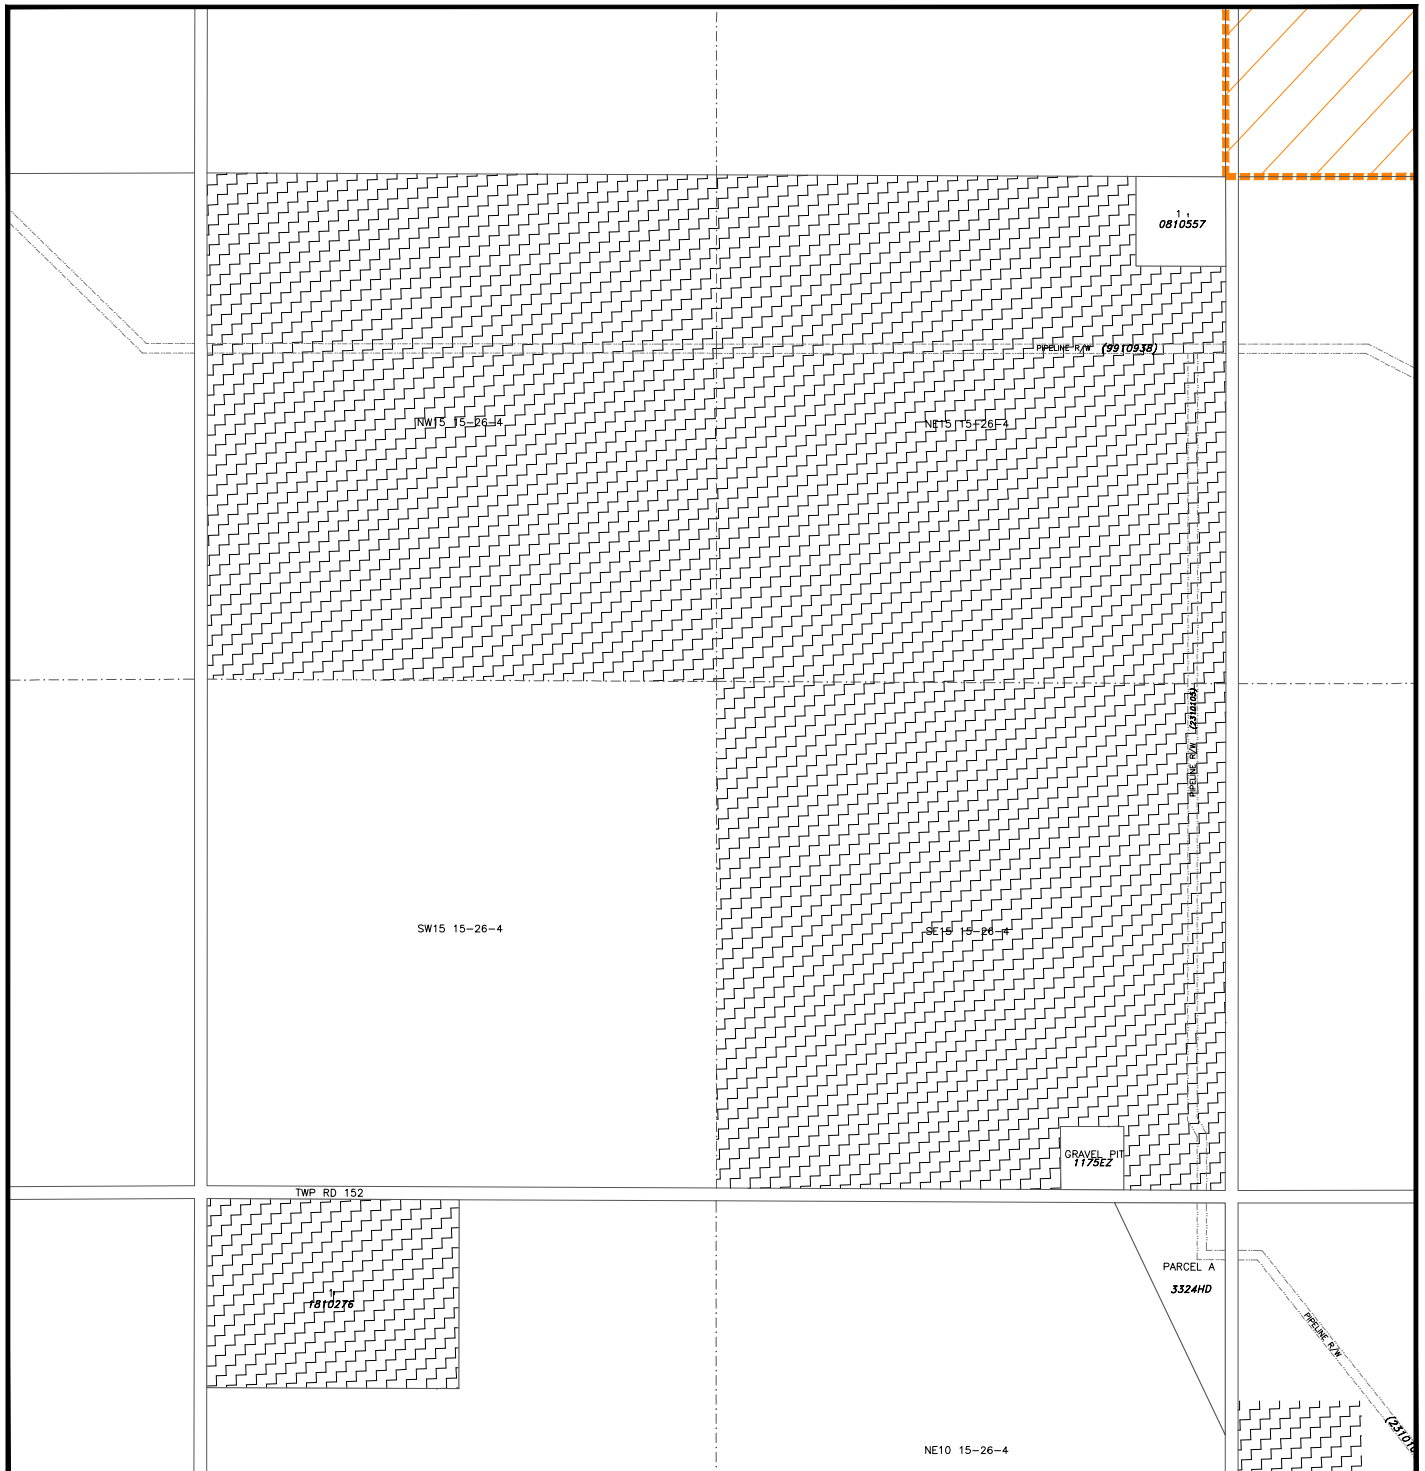 1 ,
0810557
PIPELINE R/W (9910938)
NW15 15-26-4
NE15 15-26-4
PIPELINE R/W (2310105)
SW15 15-26-4
SE15 15-26-4
GRAVEL PIT
1175EZ
TWP RD 152
PARCEL A
3324HD
1,
1810276
PIPELINE R/W
NE10 15-26-4